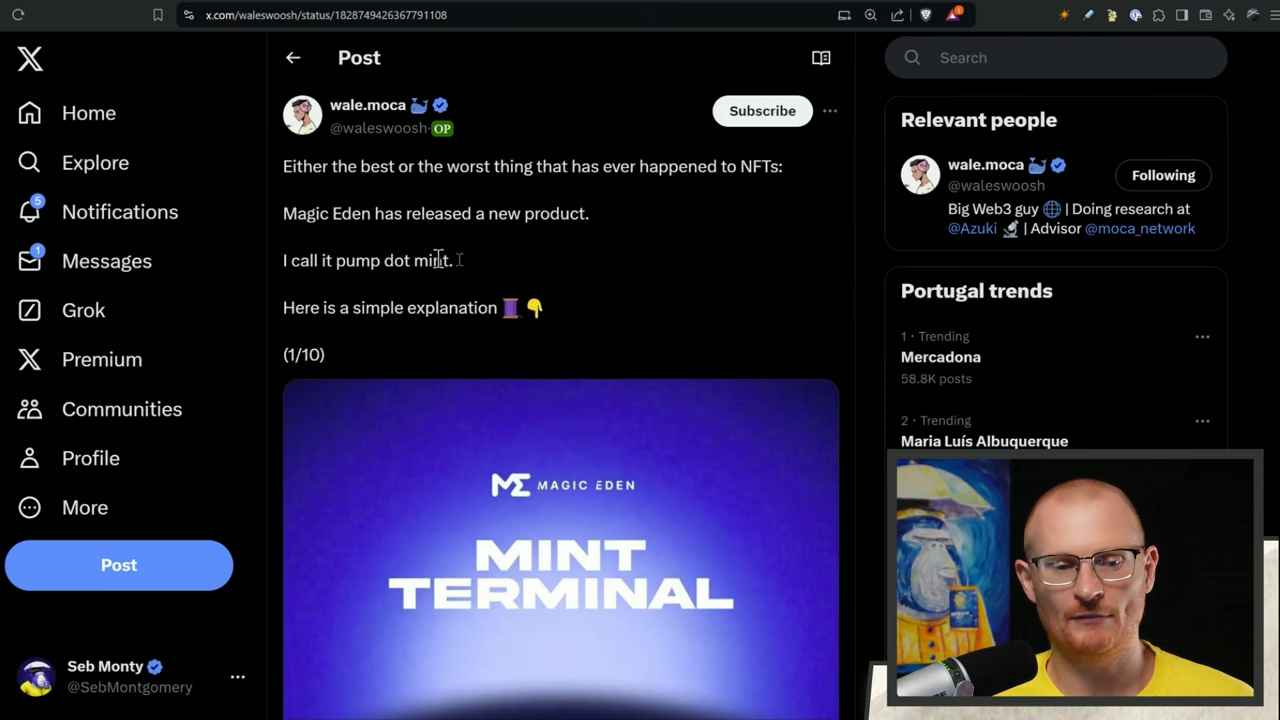 x.com/waleswoosh/status/1828749426367791108
Home
Explore
5
Notifications
1
Messages
Grok
Premium
Communities
Profile
More
Post
Seb Monty
@SebMontgomery
Post
wale.moca
@waleswoosh OP
Subscribe
Either the best or the worst thing that has ever happened to NFTs:
Magic Eden has released a new product.
I call it pump dot mint.
Here is a simple explanation 🧵 👇
(1/10)
ME MAGIC EDEN
MINT
TERMINAL
Search
Relevant people
wale.moca
@waleswoosh
Following
Big Web3 guy 🌐 | Doing research at
@Azuki 🔬 | Advisor @moca_network
Portugal trends
1 · Trending
Mercadona
58.8K posts
2 · Trending
Maria Luís Albuquerque